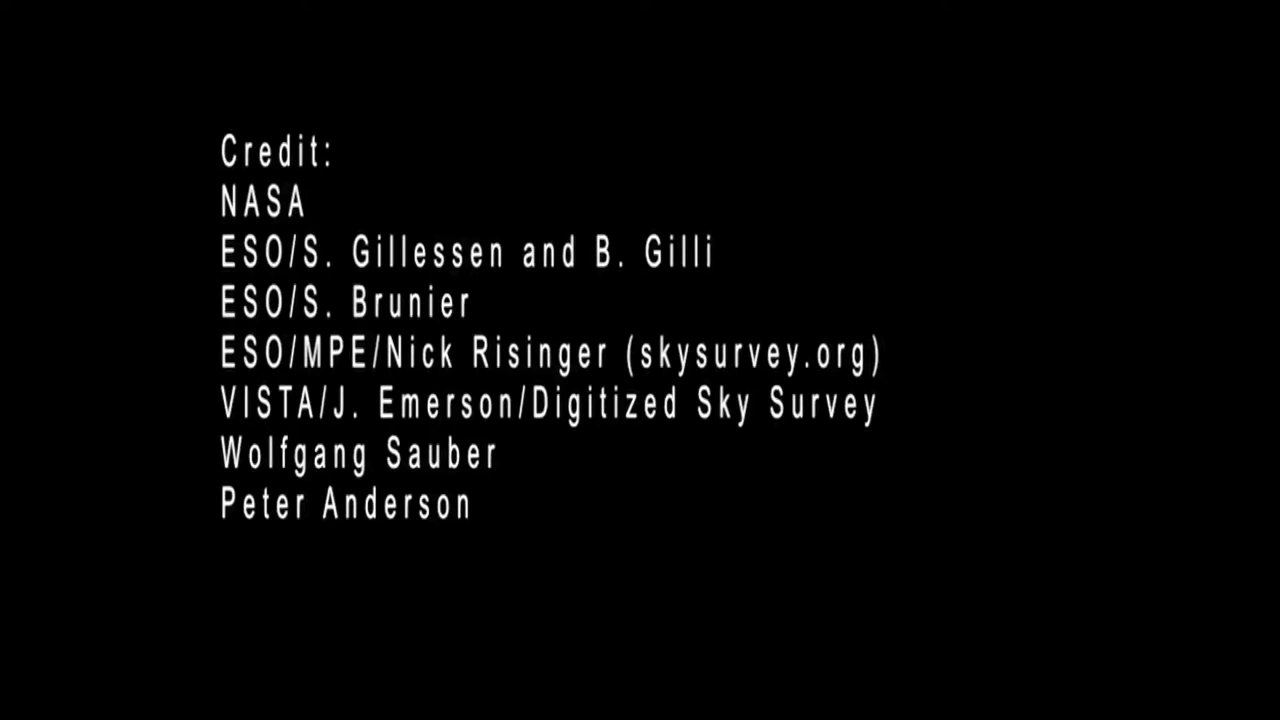 Credit:
NASA
ESO/S. Gillessen and B. Gilli
ESO/S. Brunier
ESO/MPE/Nick Risinger (skysurvey.org)
VISTA/J. Emerson/Digitized Sky Survey
Wolfgang Sauber
Peter Anderson